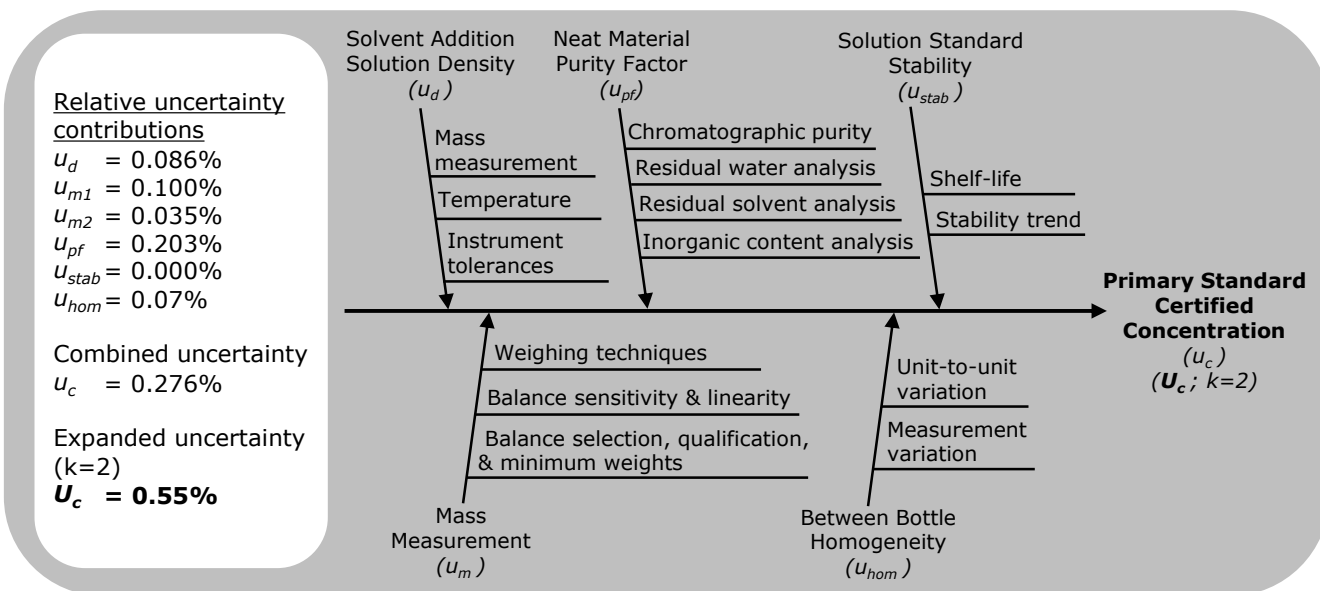 Relative uncertainty
contributions
u_d = 0.086%
u_m1 = 0.100%
u_m2 = 0.035%
u_pf = 0.203%
u_stab = 0.000%
u_hom = 0.07%
Combined uncertainty
u_c = 0.276%
Expanded uncertainty
(k=2)
U_c = 0.55%
Solvent Addition
Solution Density
(u_d )
Mass
measurement
Temperature
Instrument
tolerances
Neat Material
Purity Factor
(u_pf)
Chromatographic purity
Residual water analysis
Residual solvent analysis
Inorganic content analysis
Solution Standard
Stability
(u_stab )
Shelf-life
Stability trend
Weighing techniques
Balance sensitivity & linearity
Balance selection, qualification,
& minimum weights
Mass
Measurement
(u_m )
Unit-to-unit
variation
Measurement
variation
Between Bottle
Homogeneity
(u_hom )
Primary Standard
Certified
Concentration
(u_c )
(U_c ; k=2)